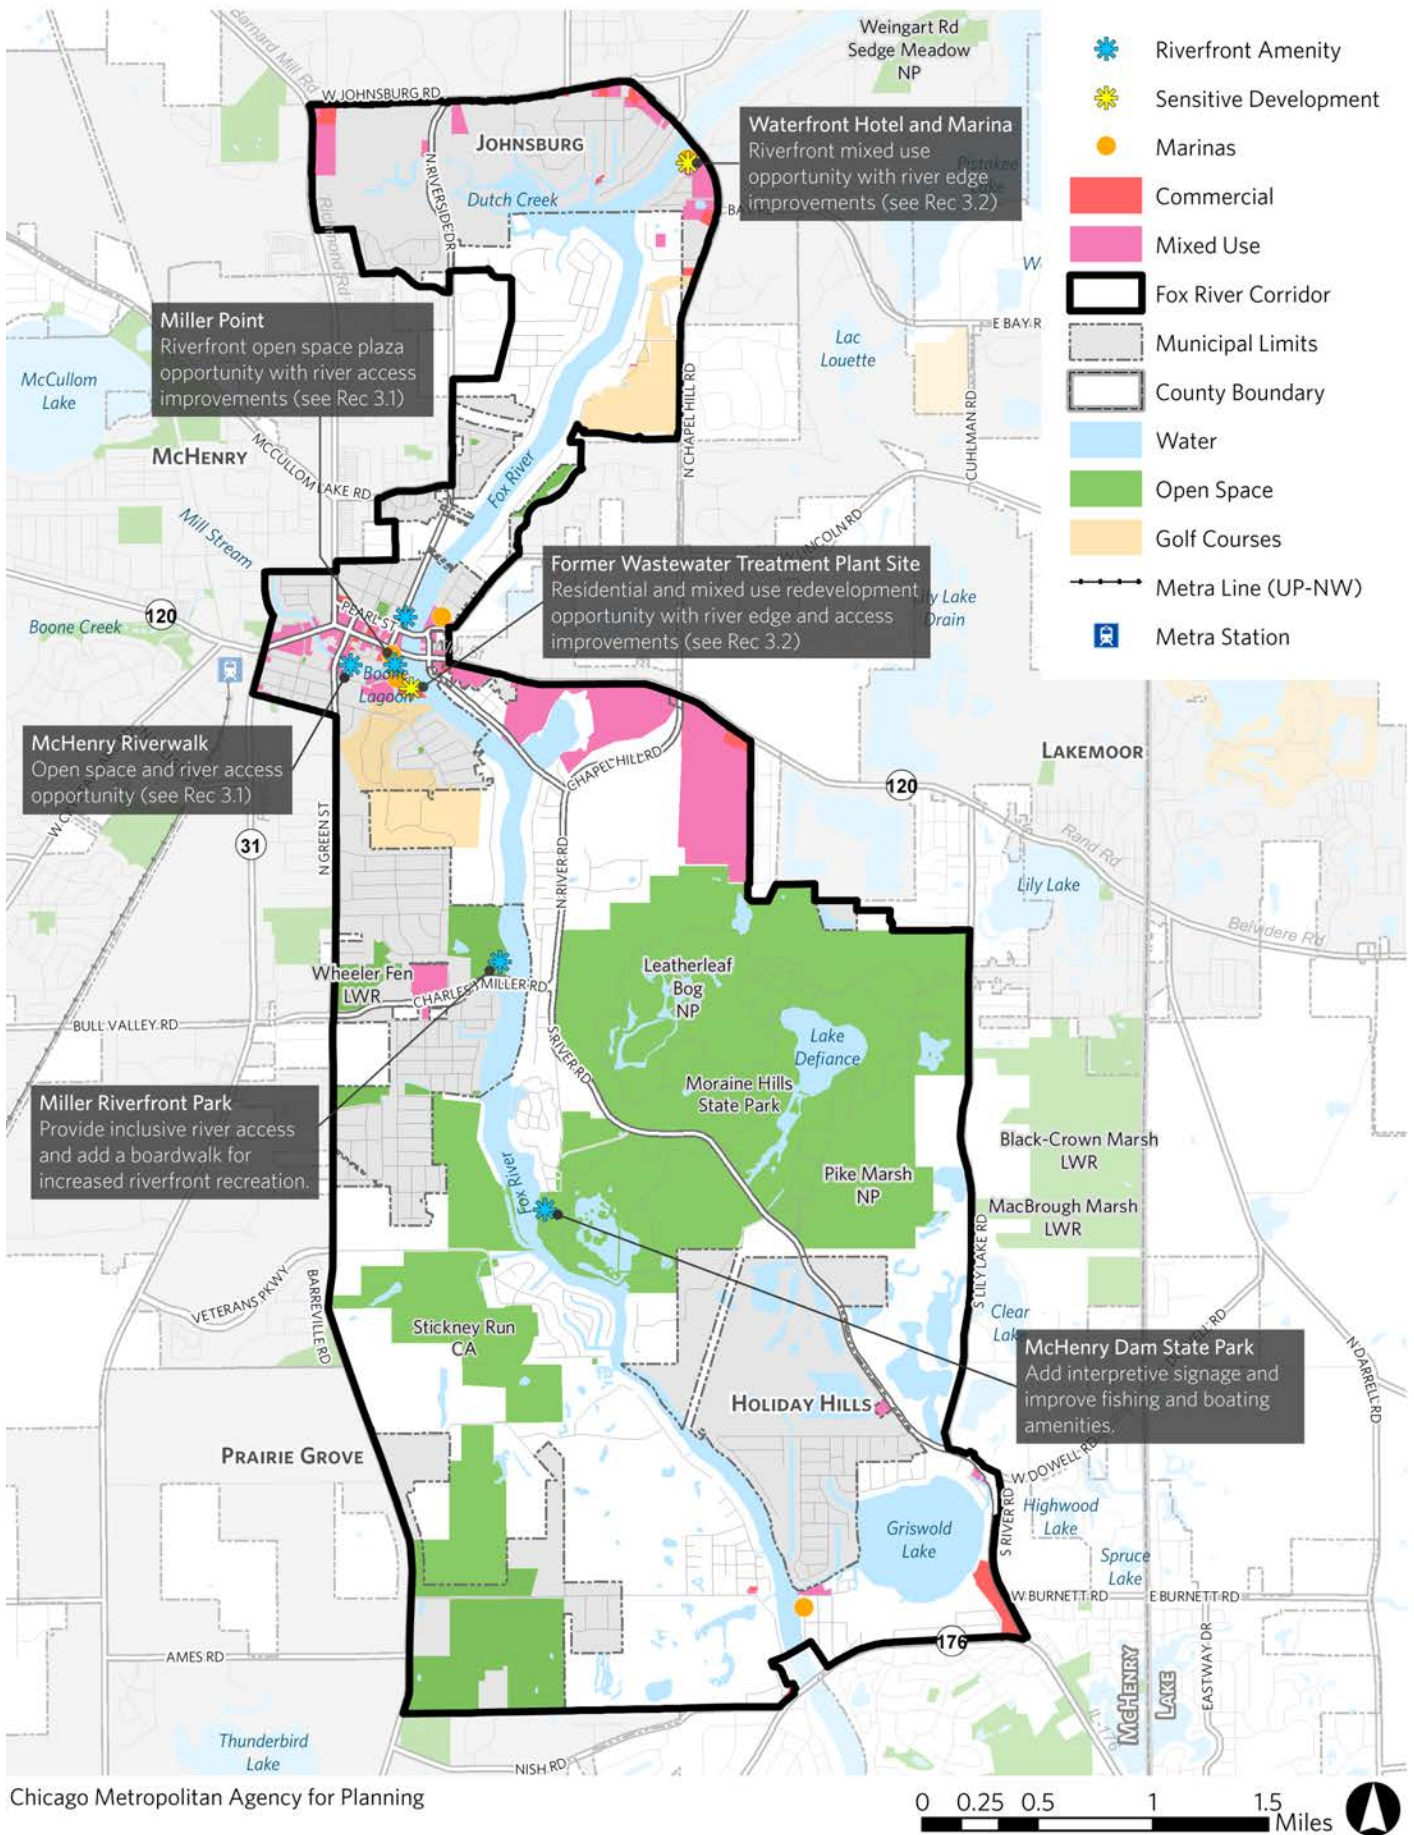 Weingart Rd
Sedge Meadow
NP
Barnard Mill Rd
W JOHNSBURG RD
JOHNSBURG
N RIVERSIDE DR
Dutch Creek
Richmond Rd
Waterfront Hotel and Marina
Riverfront mixed use
opportunity with river edge
improvements (see Rec 3.2)
Riverfront Amenity
Sensitive Development
Marinas
Commercial
Mixed Use
Fox River Corridor
Municipal Limits
County Boundary
Water
Open Space
Golf Courses
Metra Line (UP-NW)
Metra Station
Miller Point
Riverfront open space plaza
opportunity with river access
improvements (see Rec 3.1)
McCullom
Lake
MCHENRY
MCCULLOM LAKE RD
Mill Stream
Fox River
Lac
Louette
E BAY R
N CHAPEL HILL RD
CUHLMAN RD
LINCOLN RD
Former Wastewater Treatment Plant Site
Residential and mixed use redevelopment
opportunity with river edge and access
improvements (see Rec 3.2)
Lily Lake
Drain
120
Boone Creek
PEARL ST
Boone
Lagoon
McHenry Riverwalk
Open space and river access
opportunity (see Rec 3.1)
CHAPEL HILL RD
LAKEMOOR
120
Rand Rd
31
N GREEN ST
N RIVER RD
Lily Lake
Belvidere Rd
Wheeler Fen
LWR
CHARLES J MILLER RD
BULL VALLEY RD
Leatherleaf
Bog
NP
S RIVER RD
Lake
Defiance
Moraine Hills
State Park
Miller Riverfront Park
Provide inclusive river access
and add a boardwalk for
increased riverfront recreation.
Black-Crown Marsh
LWR
Pike Marsh
NP
MacBrough Marsh
LWR
Fox River
S LILY LAKE RD
VETERANS PKWY
BARREVILLE RD
Stickney Run
CA
Clear
Lake
McHenry Dam State Park
Add interpretive signage and
improve fishing and boating
amenities.
N DARRELL RD
HOLIDAY HILLS
PRAIRIE GROVE
W DOWELL RD
S RIVER RD
Highwood
Lake
Griswold
Lake
Spruce
Lake
W BURNETT RD
E BURNETT RD
176
AMES RD
EASTWAY DR
MCHENRY
LAKE
Thunderbird
Lake
NISH RD
Chicago Metropolitan Agency for Planning
0 0.25 0.5 1 1.5
Miles